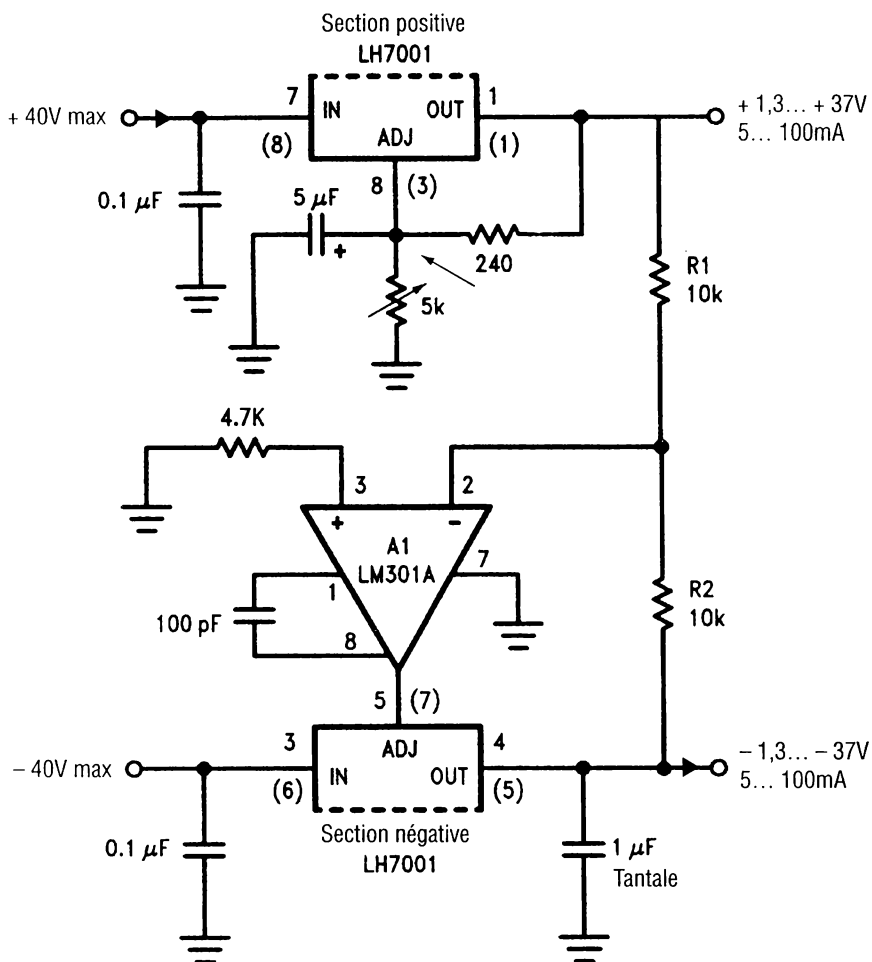 Section positive
LH7001
+ 40V max
7
IN
OUT
1
+ 1,3... + 37V
(8)
ADJ
(1)
5... 100mA
8
(3)
0.1 µF
5 µF
+
240
5k
R1
10k
4.7K
3
2
+
-
A1
LM301A
7
1
100 pF
8
R2
10k
5
(7)
– 40V max
3
ADJ
4
– 1,3... – 37V
(6)
IN
OUT
(5)
5... 100mA
Section négative
LH7001
0.1 µF
1 µF
Tantale